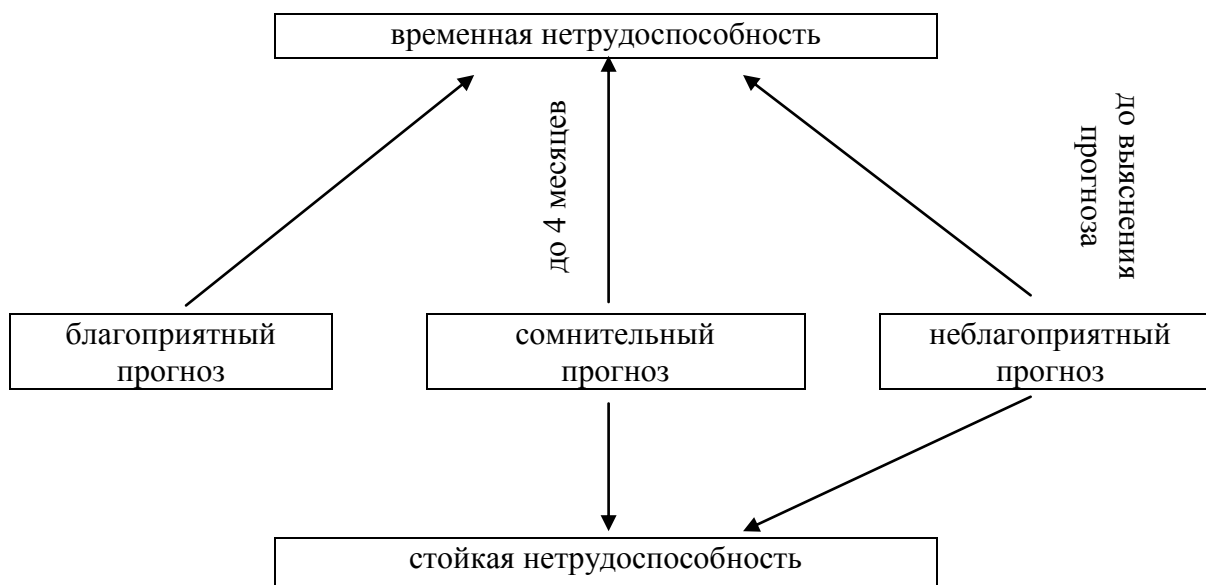 временная нетрудоспособность
до 4 месяцев
до выяснения
прогноза
благоприятный
прогноз
сомнительный
прогноз
неблагоприятный
прогноз
стойкая нетрудоспособность